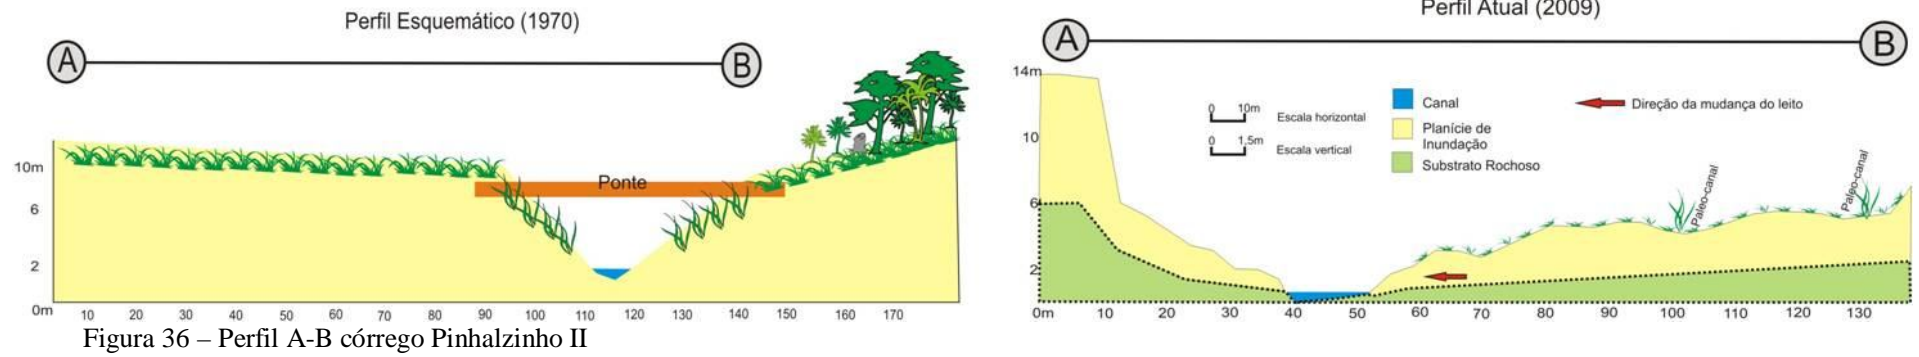 Perfil Esquemático (1970)
A
B
Ponte
10m
6
2
0m
10 20 30 40 50 60 70 80 90 100 110 120 130 140 150 160 170
Figura 36 – Perfil A-B córrego Pinhalzinho II
Perfil Atual (2009)
A
B
14m
10
6
2
0 10m
Escala horizontal
0 1,5m
Escala vertical
Canal
Planície de
Inundação
Substrato Rochoso
Direção da mudança do leito
Paleo-canal
Paleo-canal
0m 10 20 30 40 50 60 70 80 90 100 110 120 130